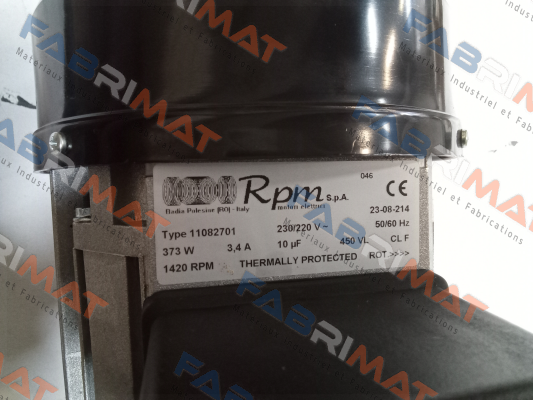 046
Rpm S.p.A.
Badia Polesine (RO) - Italy motori elettrici
23-08-214
Type 11082701 230/220 V ~ 50/60 Hz
373 W 3,4 A 10 µF 450 VL CL F
1420 RPM THERMALLY PROTECTED ROT >>>>
FABRIMAT
Materiaux Industriel et Fabrications